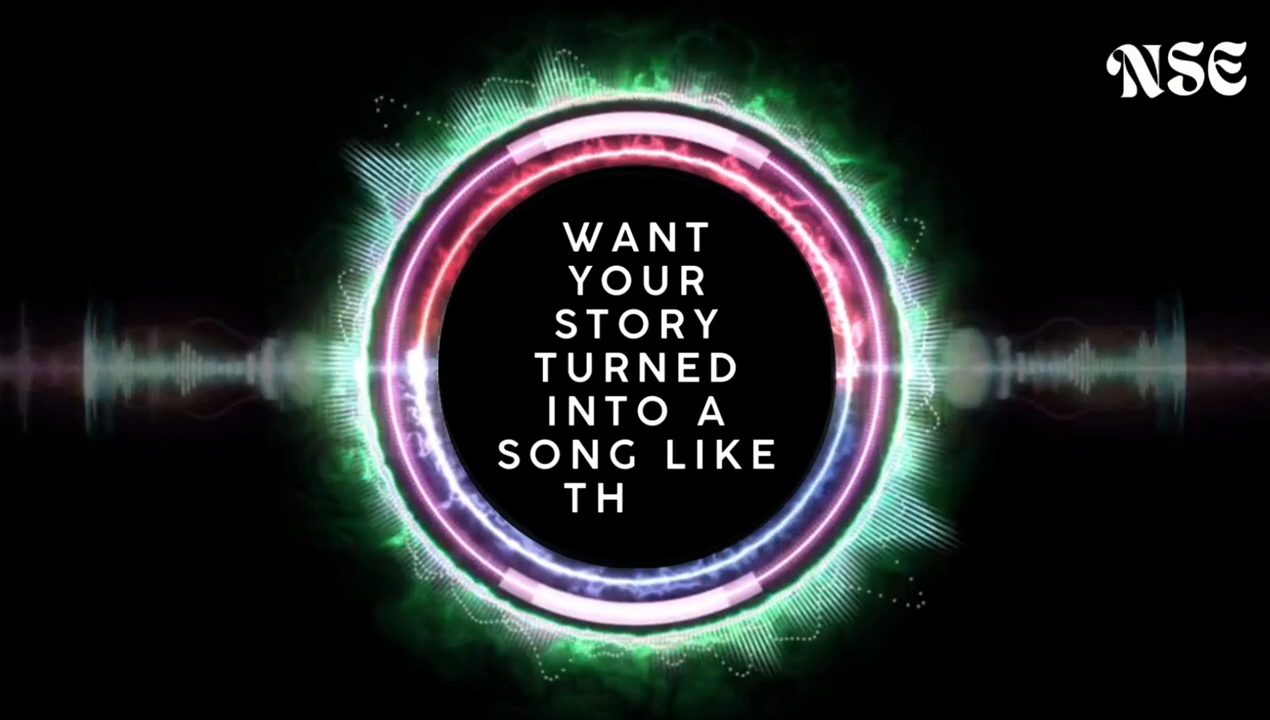 NSE
WANT
YOUR
STORY
TURNED
INTO A
SONG LIKE
TH